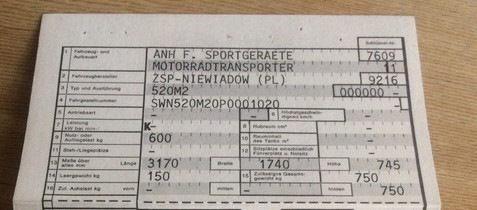 Schlüssel-Nr.
1 Fahrzeug- und Aufbauart ANH F. SPORTGERAETE 7609
MOTORRADTRANSPORTER 11
2 Fahrzeughersteller ZSP-NIEWIADOW (PL) 9216
3 Typ und Ausführung 520M2 000000 -
4 Fahrgestellnummer SWN520M20P0001020 -
5 Antriebsart - - 6 Höchstgeschwindigkeit km/h -
7 Leistung kW bei min⁻¹ K- 8 Hubraum cm³ -
9 Nutz- oder Aufliegelast kg 600 10 Rauminhalt des Tanks m³ -
11 Steh-/Liegeplätze - 12 Sitzplätze einschließlich Führerplatz u. Notsitz -
13 Maße über alles mm Länge 3170 Breite 1740 Höhe 745
14 Leergewicht kg 150 15 Zulässiges Gesamtgewicht kg 750
16 Zul. Achslast kg vorn - mitten - hinten 750